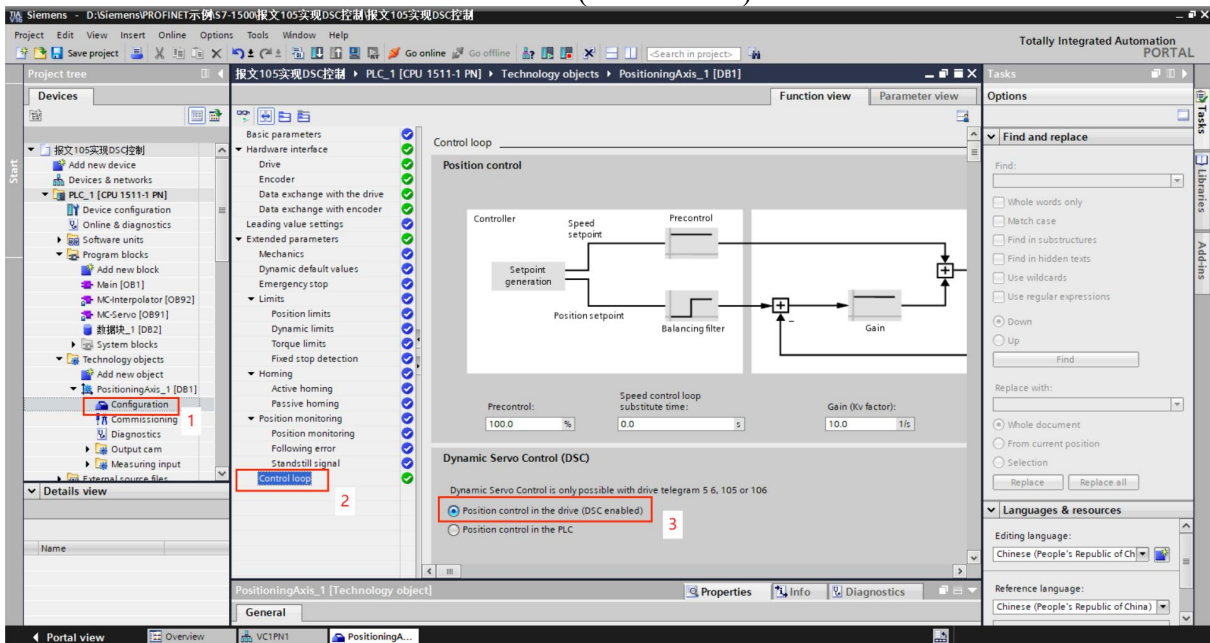 Siemens - D:\Siemens\PROFINET示例\S7-1500\报文105实现DSC控制\报文105实现DSC控制
Project Edit View Insert Online Options Tools Window Help
Totally Integrated Automation
PORTAL
Save project
Go online
Go offline
<Search in project>
Project tree
报文105实现DSC控制 ▸ PLC_1 [CPU 1511-1 PN] ▸ Technology objects ▸ PositioningAxis_1 [DB1]
Tasks
Devices
Function view
Parameter view
Options
Start
报文105实现DSC控制
Add new device
Devices & networks
PLC_1 [CPU 1511-1 PN]
Device configuration
Online & diagnostics
Software units
Program blocks
Add new block
Main [OB1]
MC-Interpolator [OB92]
MC-Servo [OB91]
数据块_1 [DB2]
System blocks
Technology objects
Add new object
PositioningAxis_1 [DB1]
Configuration
1
Commissioning
Diagnostics
Output cam
Measuring input
External source files
Details view
Name
Basic parameters
Hardware interface
Drive
Encoder
Data exchange with the drive
Data exchange with encoder
Leading value settings
Extended parameters
Mechanics
Dynamic default values
Emergency stop
Limits
Position limits
Dynamic limits
Torque limits
Fixed stop detection
Homing
Active homing
Passive homing
Position monitoring
Position monitoring
Following error
Standstill signal
Control loop
2
Control loop
Position control
Controller
Speed
setpoint
Precontrol
Setpoint
generation
Position setpoint
Balancing filter
Gain
Precontrol:
Speed control loop
substitute time:
Gain (Kv factor):
100.0 %
0.0 s
10.0 1/s
Dynamic Servo Control (DSC)
Dynamic Servo Control is only possible with drive telegram 5 6, 105 or 106
Position control in the drive (DSC enabled)
3
Position control in the PLC
PositioningAxis_1 [Technology object]
Properties
Info
Diagnostics
General
Find and replace
Find:
Whole words only
Match case
Find in substructures
Find in hidden texts
Use wildcards
Use regular expressions
Down
Up
Find
Replace with:
Whole document
From current position
Selection
Replace
Replace all
Languages & resources
Editing language:
Chinese (People's Republic of Ch
Reference language:
Chinese (People's Republic of China)
Tasks
Libraries
Add-ins
Portal view
Overview
VC1PN1
PositioningA...